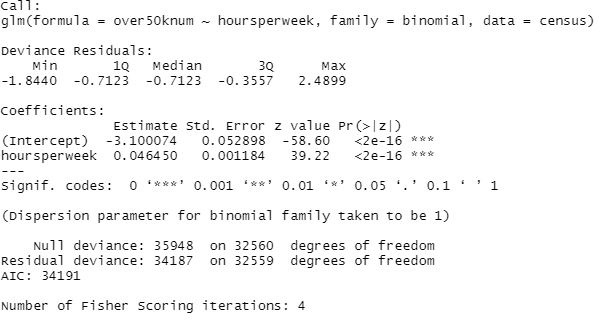 Call:
glm(formula = over50knum ~ hoursperweek, family = binomial, data = census)
Deviance Residuals:
Min 1Q Median 3Q Max
-1.8440 -0.7123 -0.7123 -0.3557 2.4899
Coefficients:
Estimate Std. Error z value Pr(>|z|)
(Intercept) -3.100074 0.052898 -58.60 <2e-16 ***
hoursperweek 0.046450 0.001184 39.22 <2e-16 ***
---
Signif. codes: 0 ‘***’ 0.001 ‘**’ 0.01 ‘*’ 0.05 ‘.’ 0.1 ‘ ’ 1
(Dispersion parameter for binomial family taken to be 1)
Null deviance: 35948 on 32560 degrees of freedom
Residual deviance: 34187 on 32559 degrees of freedom
AIC: 34191
Number of Fisher Scoring iterations: 4